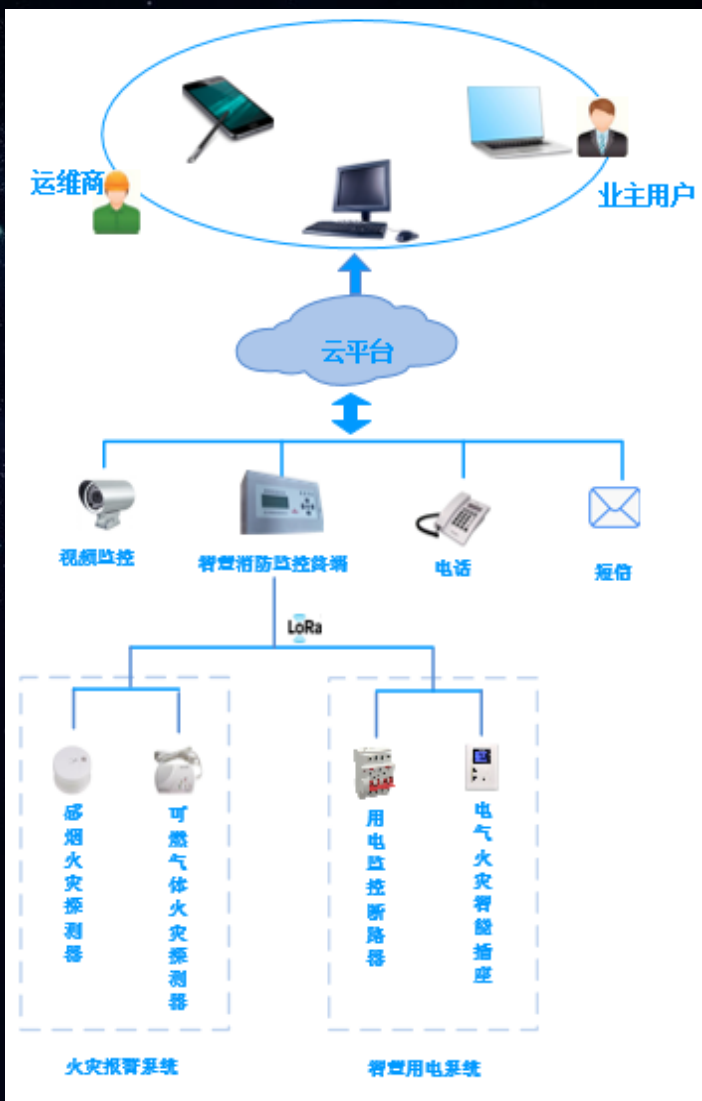 运维商
业主用户
云平台
视频监控
智慧消防监控终端
电话
短信
LoRa
感烟火灾探测器
可燃气体火灾探测器
用电监控断路器
电气火灾智能插座
火灾报警系统
智慧用电系统